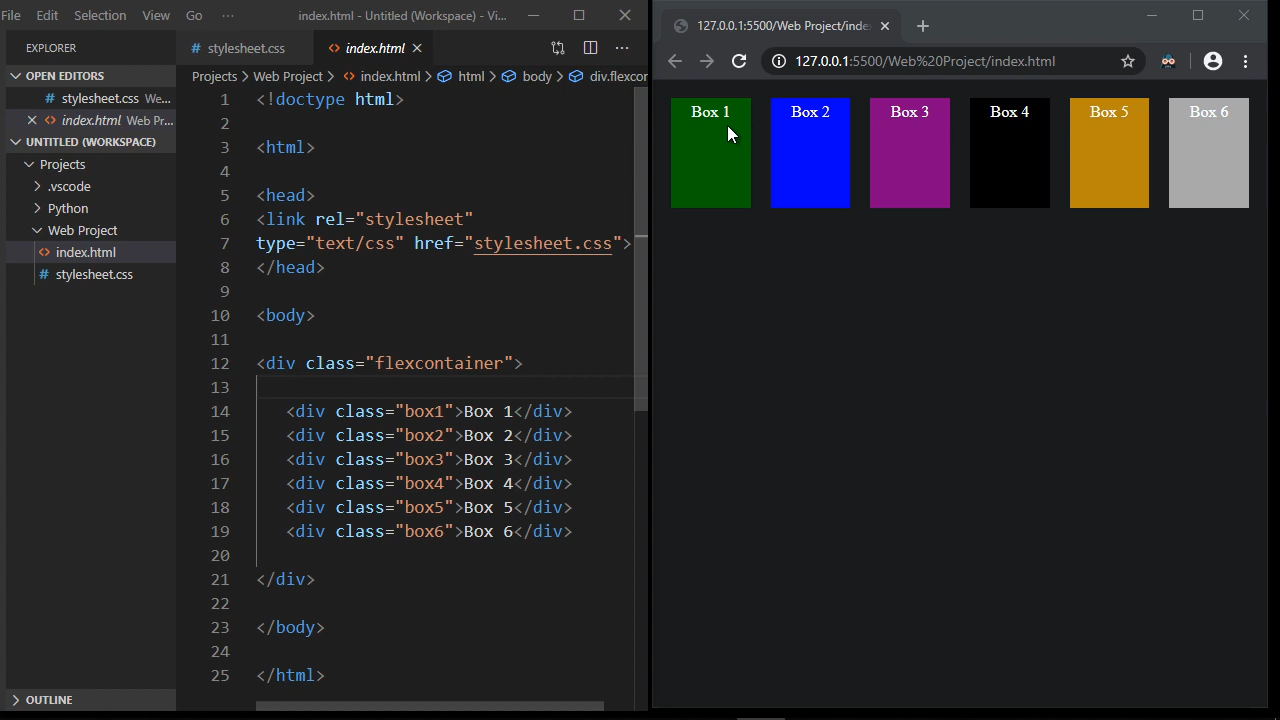 File Edit Selection View Go ··· index.html - Untitled (Workspace) - Vi...
EXPLORER
OPEN EDITORS
# stylesheet.css We...
<> index.html Web Pr...
UNTITLED (WORKSPACE)
Projects
.vscode
Python
Web Project
<> index.html
# stylesheet.css
OUTLINE
# stylesheet.css <> index.html
Projects > Web Project > <> index.html > html > body > div.flexcor
1 <!doctype html>
2
3 <html>
4
5 <head>
6 <link rel="stylesheet"
7 type="text/css" href="stylesheet.css">
8 </head>
9
10 <body>
11
12 <div class="flexcontainer">
13
14 <div class="box1">Box 1</div>
15 <div class="box2">Box 2</div>
16 <div class="box3">Box 3</div>
17 <div class="box4">Box 4</div>
18 <div class="box5">Box 5</div>
19 <div class="box6">Box 6</div>
20
21 </div>
22
23 </body>
24
25 </html>
127.0.0.1:5500/Web Project/inde
127.0.0.1:5500/Web%20Project/index.html
Box 1 Box 2 Box 3 Box 4 Box 5 Box 6